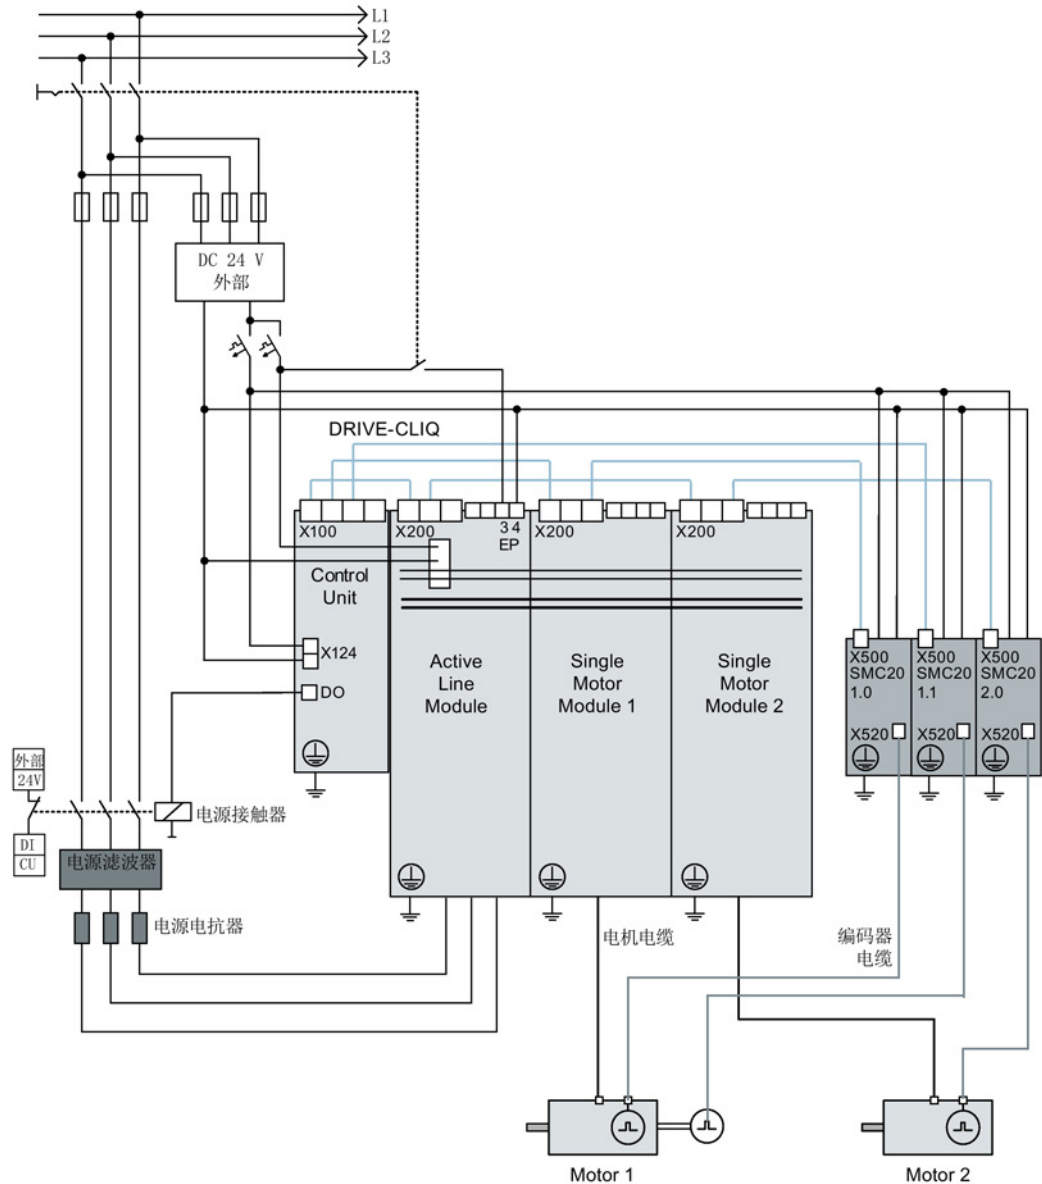 L1
L2
L3
DC 24 V
外部
DRIVE-CLIQ
X100
X200
3 4
EP
X200
X200
Control
Unit
X124
DO
Active
Line
Module
Single
Motor
Module 1
Single
Motor
Module 2
X500
SMC20
1.0
X520
X500
SMC20
1.1
X520
X500
SMC20
2.0
X520
外部
24V
DI
CU
电源接触器
电源滤波器
电源电抗器
电机电缆
编码器
电缆
Motor 1
Motor 2